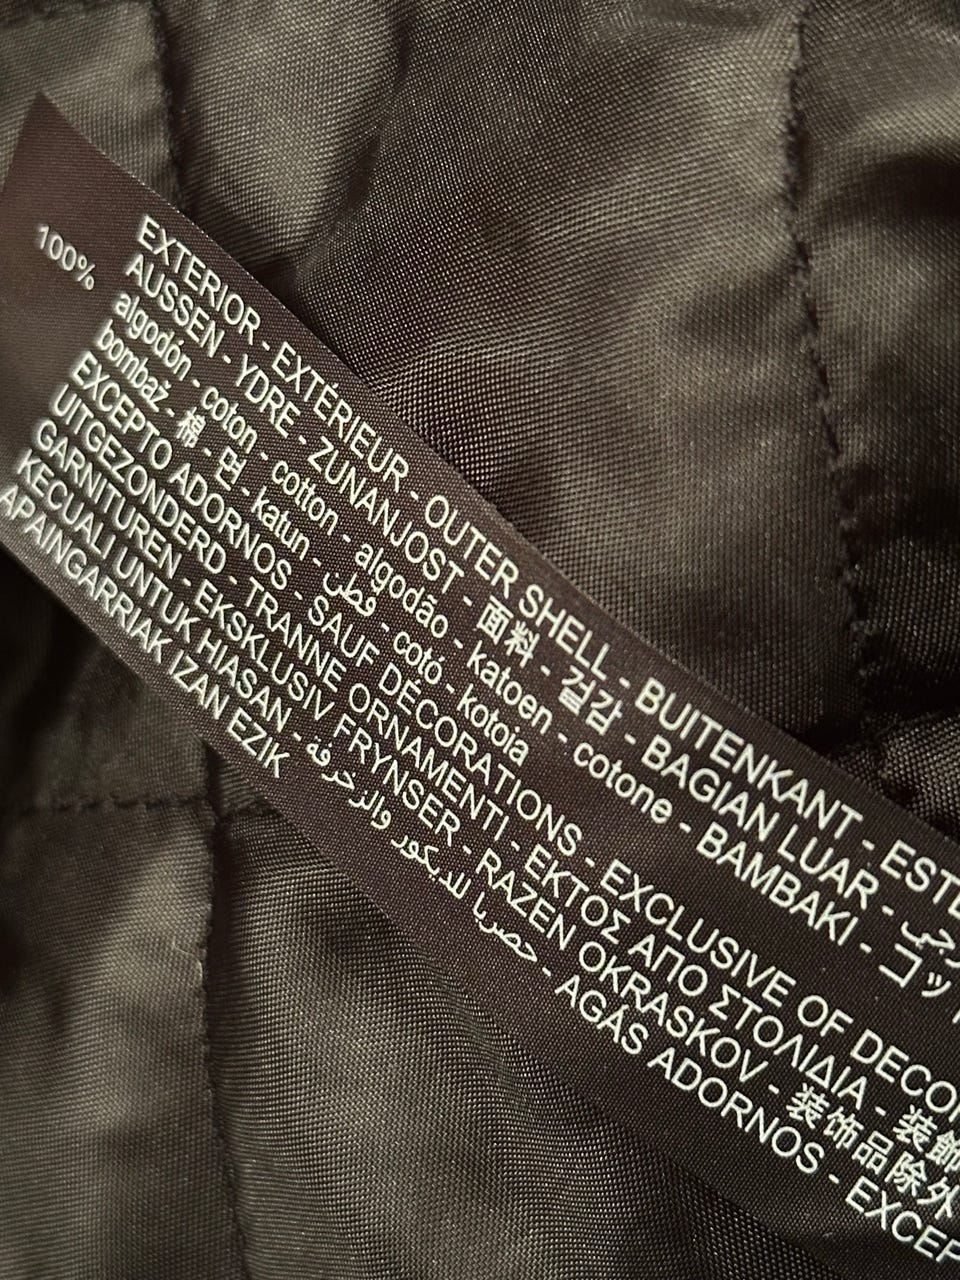 EXTERIOR - EXTÉRIEUR - OUTER SHELL - BUITENKANT -
AUSSEN - YDRE - ZUNANJOST - 面料 - 겉감 - BAGIAN LUAR -
100% algodón - coton - cotton - algodão - katoen - cotone - BAMBAKI -
bombaž - 棉 - 면 - katun - قطن - cotó - kotoia
EXCEPTO ADORNOS - SAUF DÉCORATIONS - EXCLUSIVE OF
UITGEZONDERD - TRANNE ORNAMENTI - ΕΚΤΟΣ ΑΠΟ ΣΤΟΛΙΔΙΑ -
GARNITUREN - EKSKLUSIV FRYNSER - RAZEN OKRASKOV - 装饰品除外
KECUALI UNTUK HIASAN - حصريا للديكور والزخرفة - AGÁS ADORNOS -
APAINGARRIAK IZAN EZIK